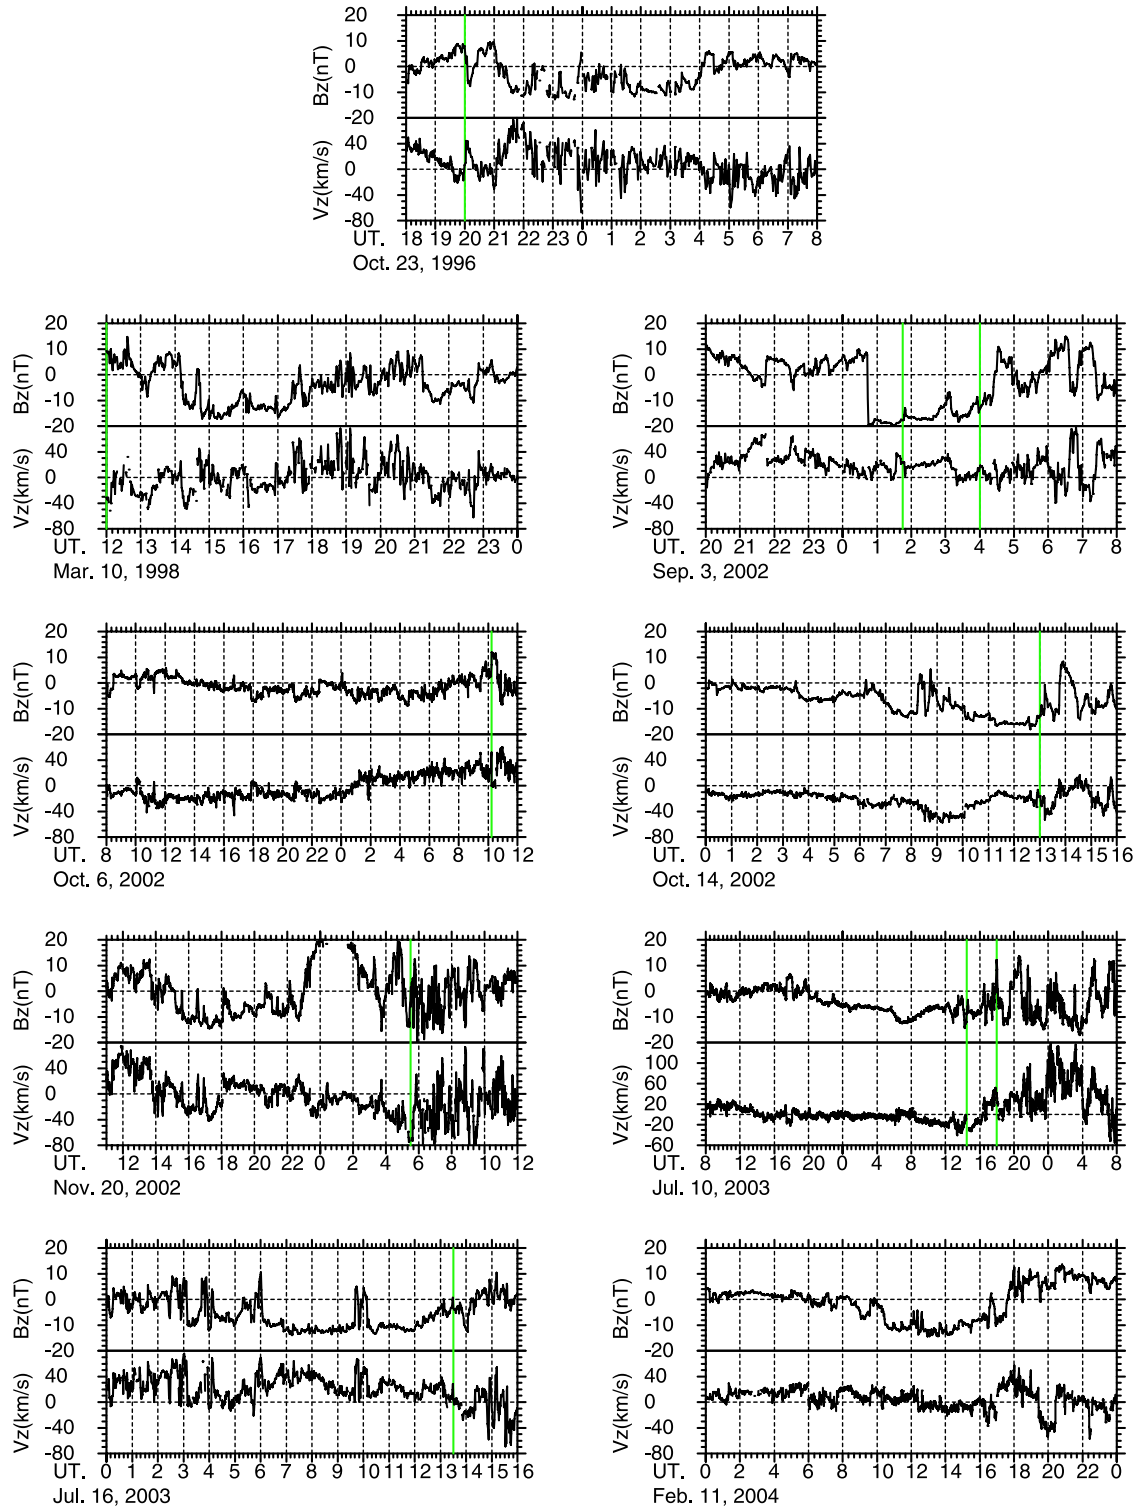 20
10
0
-10
-20
Bz(nT)
40
0
-40
-80
Vz(km/s)
UT.
18 19 20 21 22 23 0 1 2 3 4 5 6 7 8
Oct. 23, 1996
20
10
0
-10
-20
Bz(nT)
40
0
-40
-80
Vz(km/s)
UT.
12 13 14 15 16 17 18 19 20 21 22 23 0
Mar. 10, 1998
20
10
0
-10
-20
Bz(nT)
40
0
-40
-80
Vz(km/s)
UT.
20 21 22 23 0 1 2 3 4 5 6 7 8
Sep. 3, 2002
20
10
0
-10
-20
Bz(nT)
40
0
-40
-80
Vz(km/s)
UT.
8 10 12 14 16 18 20 22 0 2 4 6 8 10 12
Oct. 6, 2002
20
10
0
-10
-20
Bz(nT)
40
0
-40
-80
Vz(km/s)
UT.
0 1 2 3 4 5 6 7 8 9 10 11 13 14 15 16
Oct. 14, 2002
20
10
0
-10
-20
Bz(nT)
40
0
-40
-80
Vz(km/s)
UT.
11 12 14 16 18 20 22 0 2 4 6 8 10 12
Nov. 20, 2002
20
10
0
-10
-20
Bz(nT)
100
60
20
-20
-60
Vz(km/s)
UT.
8 12 16 20 0 4 8 12 16 20 0 4 8
Jul. 10, 2003
20
10
0
-10
-20
Bz(nT)
40
0
-40
-80
Vz(km/s)
UT.
0 1 2 3 4 5 6 7 8 9 10 11 12 13 14 15 16
Jul. 16, 2003
20
10
0
-10
-20
Bz(nT)
40
0
-40
-80
Vz(km/s)
UT.
0 2 4 6 8 10 12 14 16 18 20 22 0
Feb. 11, 2004